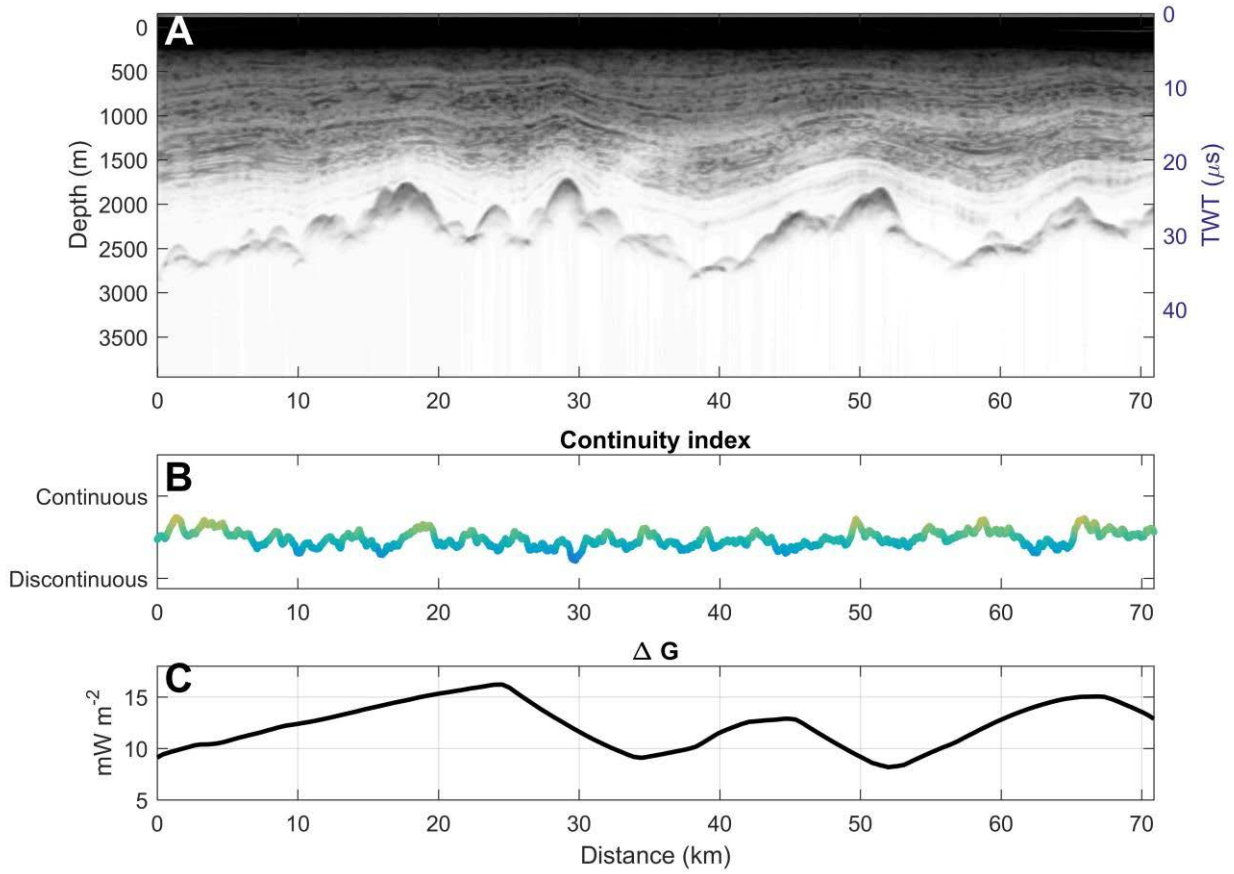 A
0
500
1000
1500
2000
2500
3000
3500
Depth (m)
0
10
20
30
40
TWT (μs)
0 10 20 30 40 50 60 70
Continuity index
B
Continuous
Discontinuous
0 10 20 30 40 50 60 70
Δ G
C
15
10
5
mW m⁻²
0 10 20 30 40 50 60 70
Distance (km)